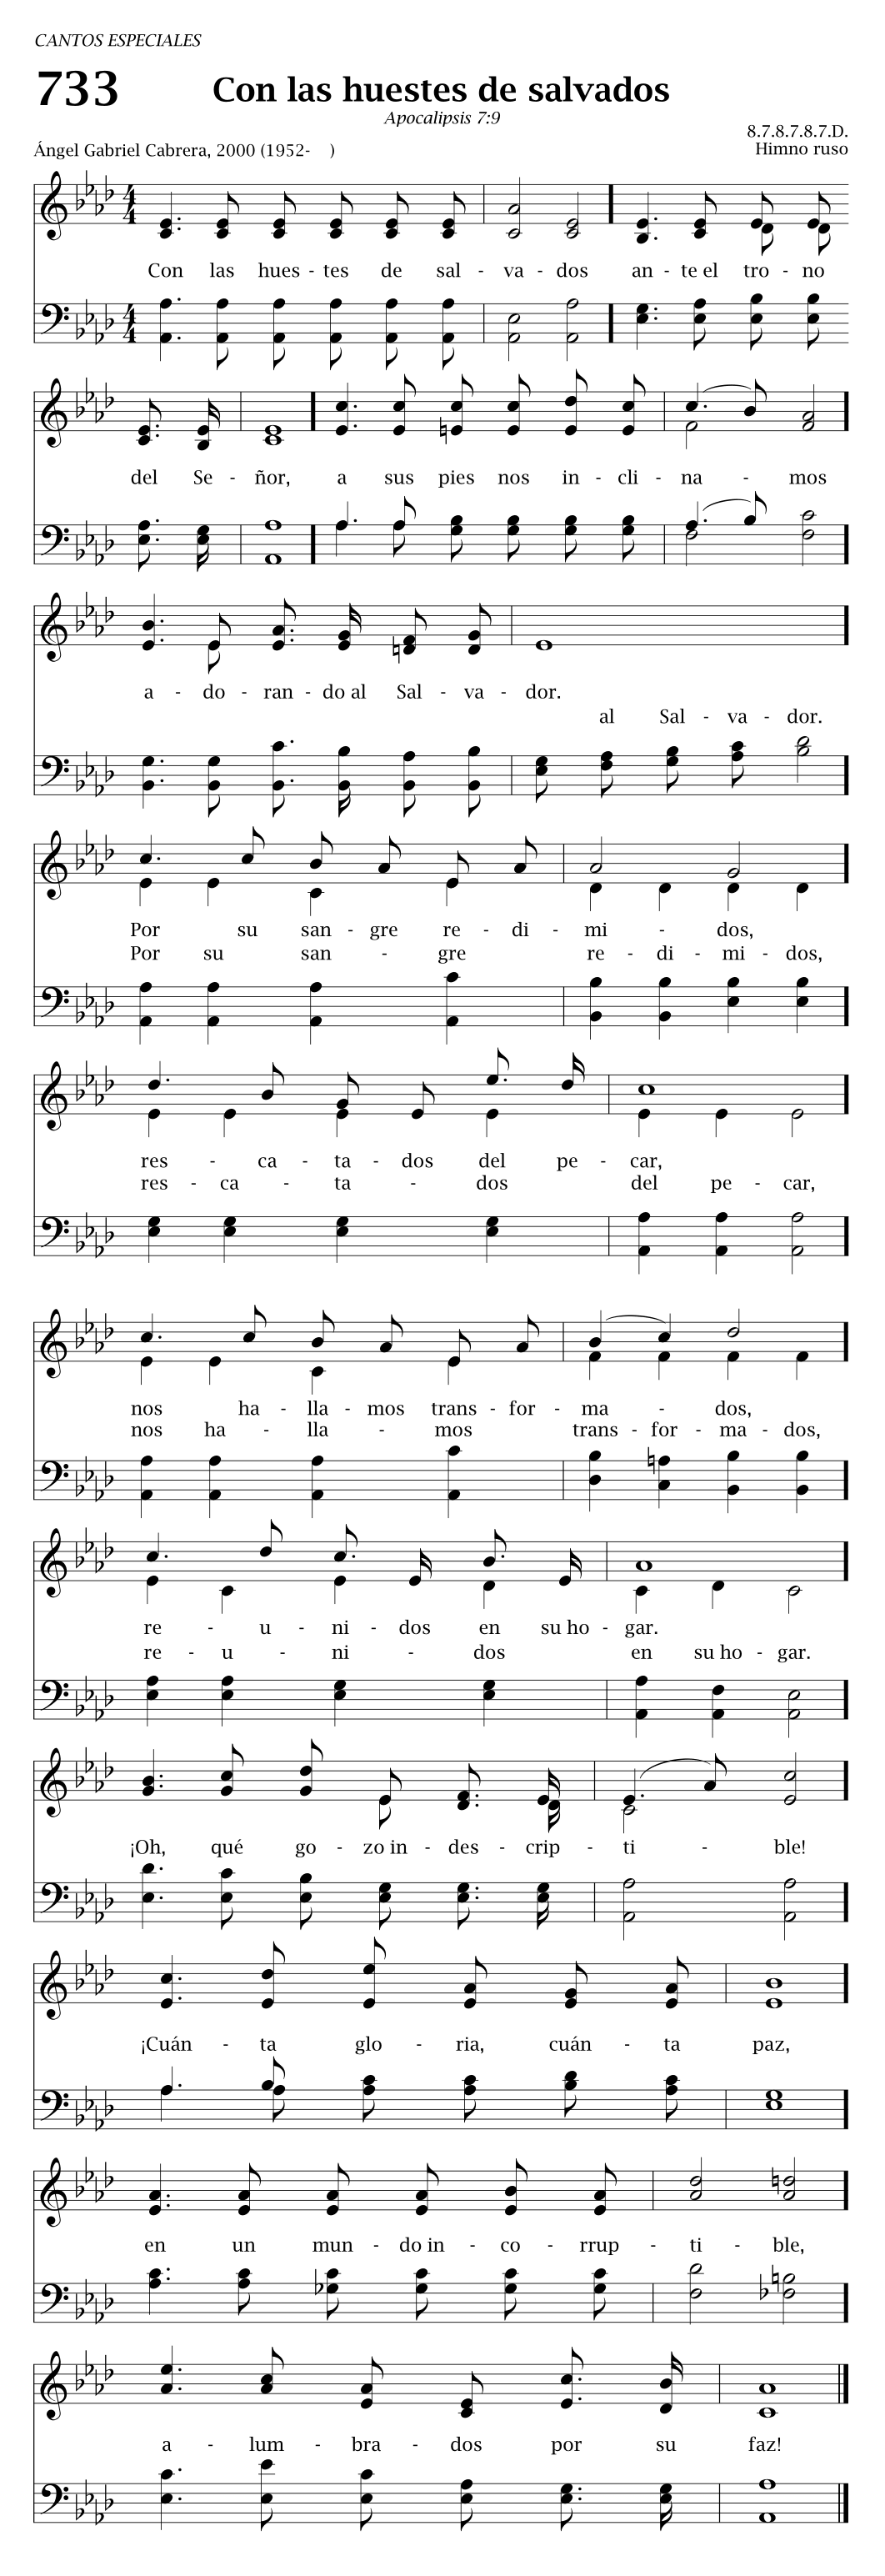 CANTOS ESPECIALES
733 Con las huestes de salvados
Apocalipsis 7:9
8.7.8.7.8.7.D.
Ángel Gabriel Cabrera, 2000 (1952-    ) Himno ruso
4 4
Con las hues - tes de sal - va - dos an - te el tro - no
4 4
del Se - ñor, a sus pies nos in - cli - na - mos
a - do - ran - do al Sal - va - dor.
al Sal - va - dor.
Por su san - gre re - di - mi - dos,
Por su san - gre re - di - mi - dos,
res - ca - ta - dos del pe - car,
res - ca - ta - dos del pe - car,
nos ha - lla - mos trans - for - ma - dos,
nos ha - lla - mos trans - for - ma - dos,
re - u - ni - dos en su ho - gar.
re - u - ni - dos en su ho - gar.
¡Oh, qué go - zo in - des - crip - ti - ble!
¡Cuán - ta glo - ria, cuán - ta paz,
en un mun - do in - co - rrup - ti - ble,
a - lum - bra - dos por su faz!